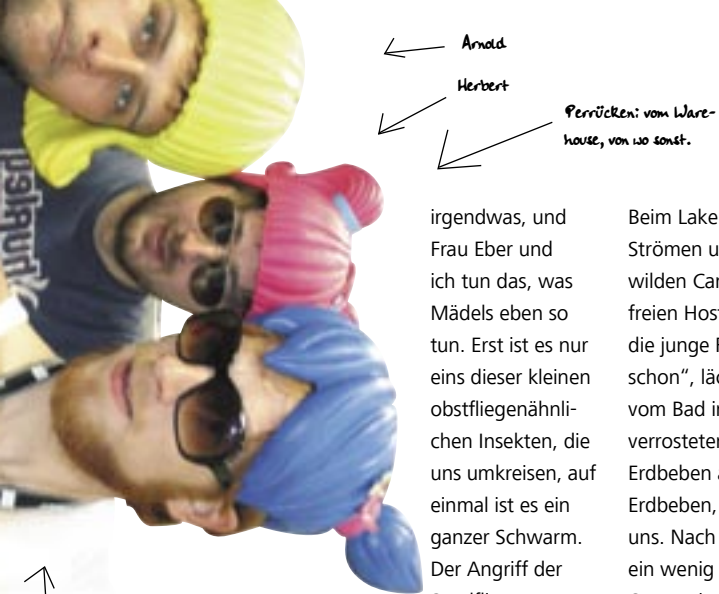 Arnold
Herbert
Perrücken: vom Ware-
house, von wo sonst.
irgendwas, und
Frau Eber und
ich tun das, was
Mädels eben so
tun. Erst ist es nur
eins dieser kleinen
obstfliegenähnli-
chen Insekten, die
uns umkreisen, auf
einmal ist es ein
ganzer Schwarm.
Der Angriff der
Beim Lake
Strömen u
wilden Car
freien Host
die junge F
schon“, läc
vom Bad in
verrosteter
Erdbeben a
Erdbeben,
uns. Nach
ein wenig